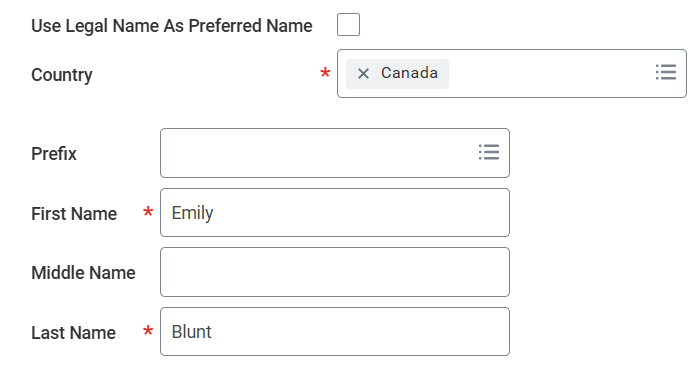 Use Legal Name As Preferred Name
Country * × Canada
Prefix
First Name * Emily
Middle Name
Last Name * Blunt